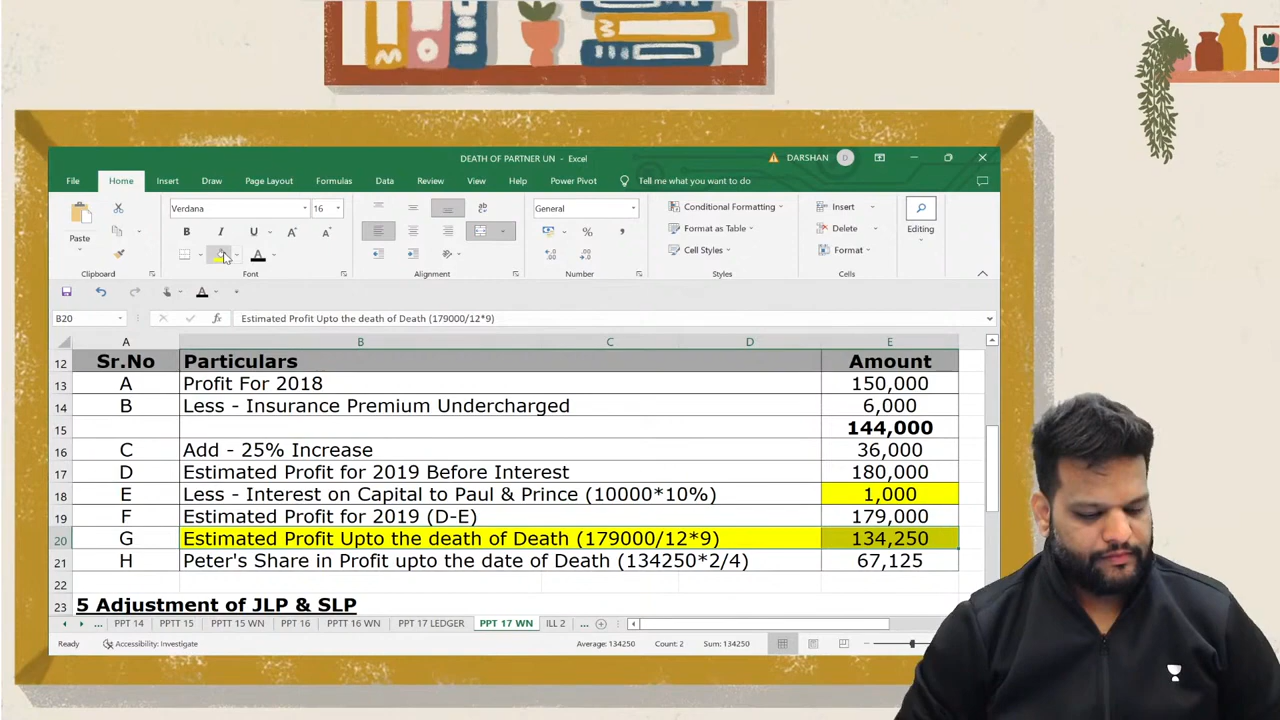 DEATH OF PARTNER UN - Excel
DARSHAN D
File Home Insert Draw Page Layout Formulas Data Review View Help Power Pivot Tell me what you want to do
Verdana 16 General Conditional Formatting Insert
Paste B I U A A % , Format as Table Delete Editing
A Cell Styles Format
Clipboard Font Alignment Number Styles Cells
A
B20 fx Estimated Profit Upto the death of Death (179000/12*9)
A B C D E
12 Sr.No Particulars Amount
13 A Profit For 2018 150,000
14 B Less - Insurance Premium Undercharged 6,000
15 144,000
16 C Add - 25% Increase 36,000
17 D Estimated Profit for 2019 Before Interest 180,000
18 E Less - Interest on Capital to Paul & Prince (10000*10%) 1,000
19 F Estimated Profit for 2019 (D-E) 179,000
20 G Estimated Profit Upto the death of Death (179000/12*9) 134,250
21 H Peter's Share in Profit upto the date of Death (134250*2/4) 67,125
22
23 5 Adjustment of JLP & SLP
... PPT 14 PPTT 15 PPTT 15 WN PPT 16 PPTT 16 WN PPT 17 LEDGER PPT 17 WN ILL 2 ...
Ready Accessibility: Investigate Average: 134250 Count: 2 Sum: 134250